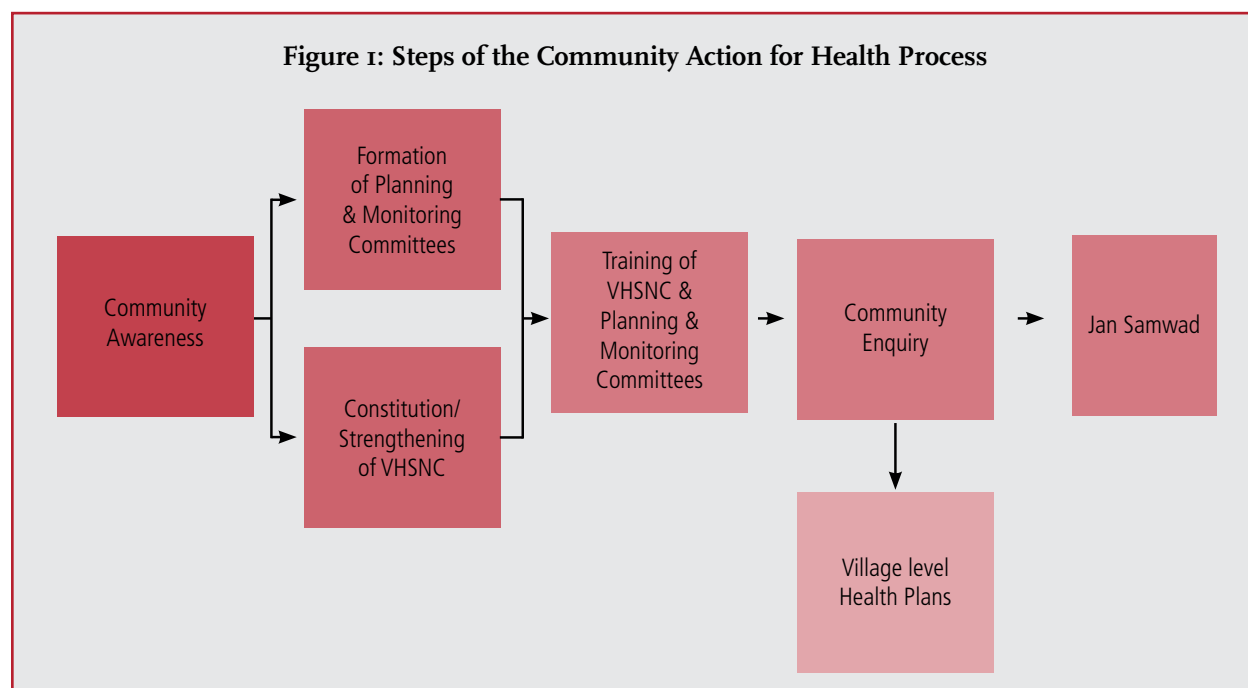 Figure 1: Steps of the Community Action for Health Process
Community
Awareness
Formation
of Planning
& Monitoring
Committees
Constitution/
Strengthening
of VHSNC
Training of
VHSNC &
Planning &
Monitoring
Committees
Community
Enquiry
Jan Samwad
Village level
Health Plans